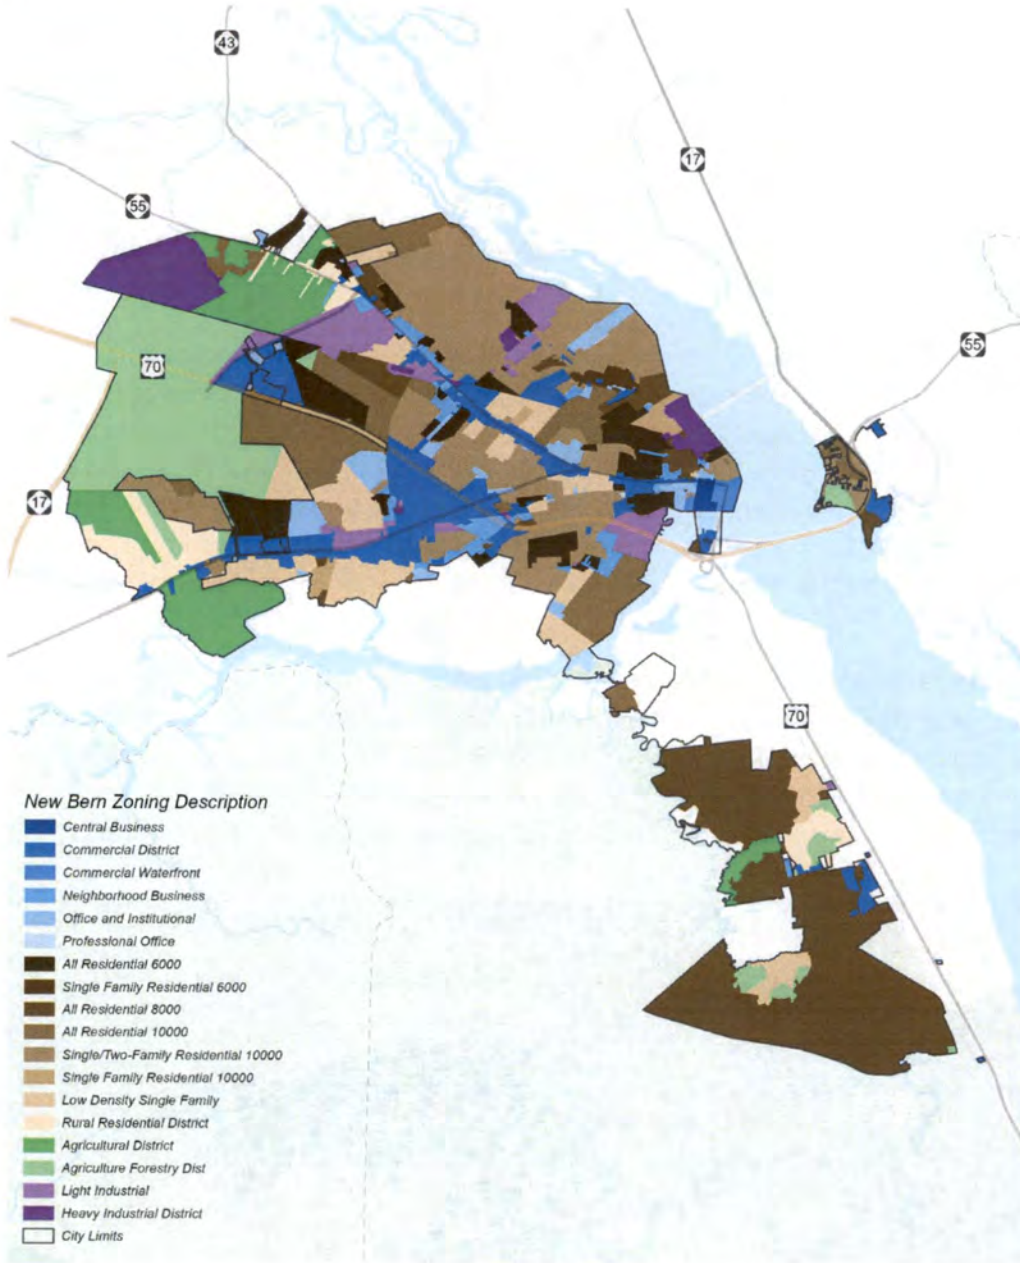 43
17
55
55
70
17
70
New Bern Zoning Description
Central Business
Commercial District
Commercial Waterfront
Neighborhood Business
Office and Institutional
Professional Office
All Residential 6000
Single Family Residential 6000
All Residential 8000
All Residential 10000
Single/Two-Family Residential 10000
Single Family Residential 10000
Low Density Single Family
Rural Residential District
Agricultural District
Agriculture Forestry Dist
Light Industrial
Heavy Industrial District
City Limits